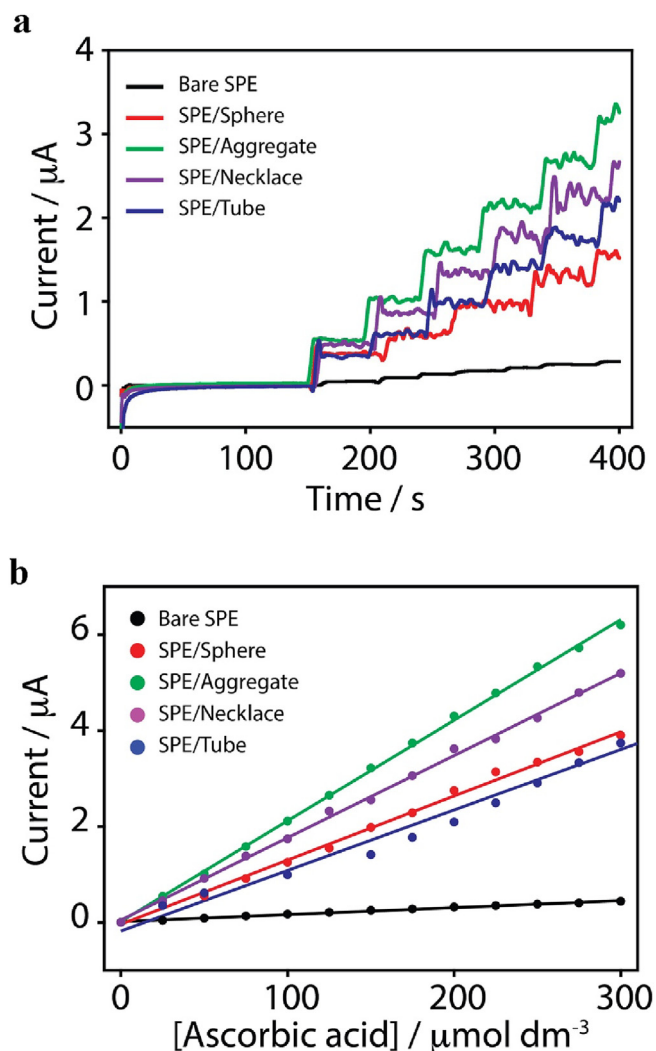 a
4
3
2
1
0
Current / μA
Bare SPE
SPE/Sphere
SPE/Aggregate
SPE/Necklace
SPE/Tube
0 100 200 300 400
Time / s
b
6
4
2
0
Current / μA
Bare SPE
SPE/Sphere
SPE/Aggregate
SPE/Necklace
SPE/Tube
0 100 200 300
[Ascorbic acid] / μmol dm⁻³